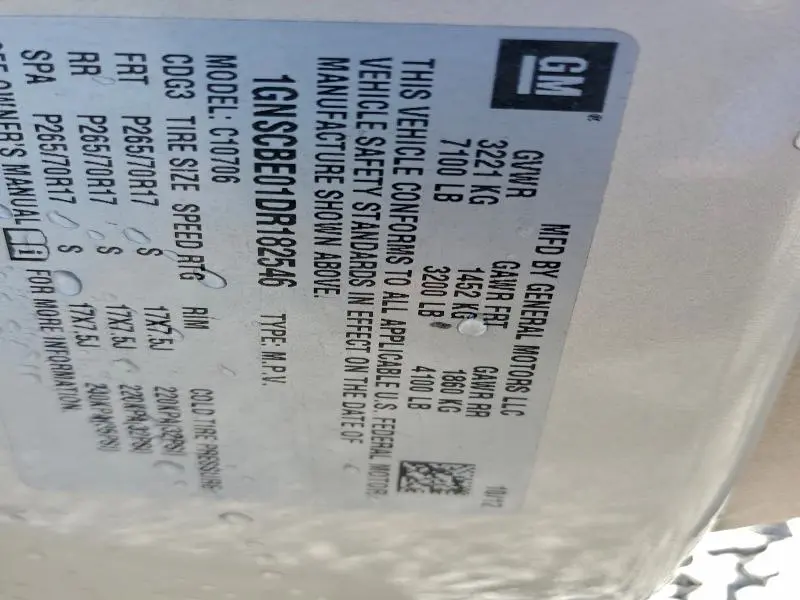 GM®
MFD BY GENERAL MOTORS LLC 10/12
GVWR GAWR FRT GAWR RR
3221 KG 1452 KG 1860 KG
7100 LB 3200 LB 4100 LB
THIS VEHICLE CONFORMS TO ALL APPLICABLE U.S. FEDERAL MOTOR
VEHICLE SAFETY STANDARDS IN EFFECT ON THE DATE OF
MANUFACTURE SHOWN ABOVE.
1GNSCBE01DR182546 TYPE: M.P.V.
MODEL: C10706
CDG3 TIRE SIZE SPEED RTG RIM COLD TIRE PRESSURE
FRT P265/70R17 S 17X7.5J 220KPA(32PSI)
RR P265/70R17 S 17X7.5J 220KPA(32PSI)
SPA P265/70R17 S 17X7.5J
SEE OWNER'S MANUAL FOR MORE INFORMATION